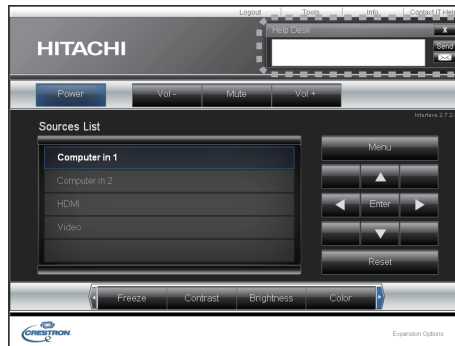 Logout Tools Info Contact IT Help
Help Desk X
HITACHI
Send
Power Vol - Mute Vol +
Interface 2.7.2
Sources List
Computer in 1
Menu
Computer in 2
HDMI
Enter
Video
Reset
Freeze Contrast Brightness Color
CRESTRON
Expansion Options